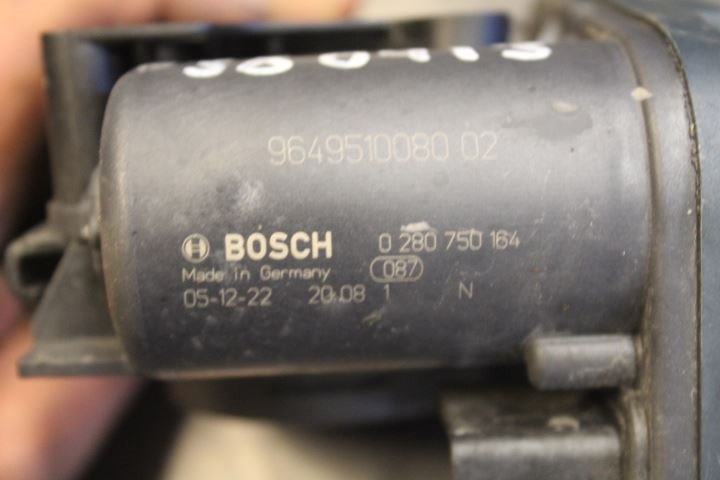 9649510080 02
BOSCH 0 280 750 164
Made in Germany 087
05-12-22 20.08 1 N